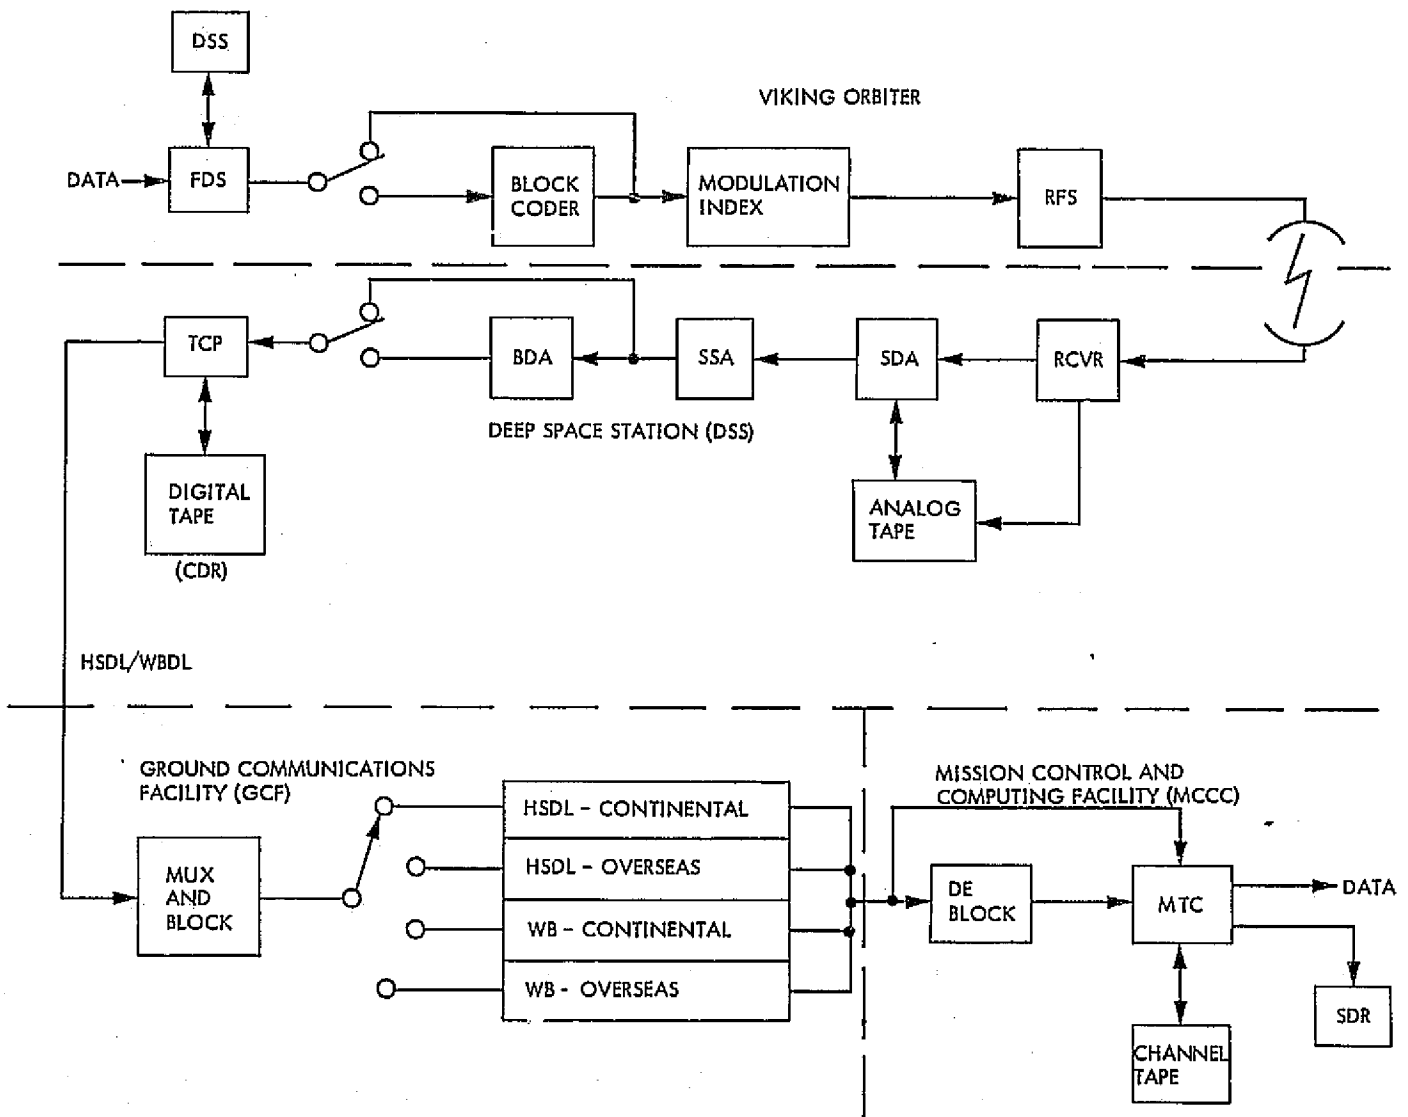 DSS
VIKING ORBITER
DATA
FDS
BLOCK
CODER
MODULATION
INDEX
RFS
TCP
BDA
SSA
SDA
RCVR
DEEP SPACE STATION (DSS)
DIGITAL
TAPE
(CDR)
ANALOG
TAPE
HSDL/WBDL
GROUND COMMUNICATIONS
FACILITY (GCF)
MUX
AND
BLOCK
HSDL - CONTINENTAL
HSDL - OVERSEAS
WB - CONTINENTAL
WB - OVERSEAS
MISSION CONTROL AND
COMPUTING FACILITY (MCCC)
DE
BLOCK
MTC
DATA
SDR
CHANNEL
TAPE